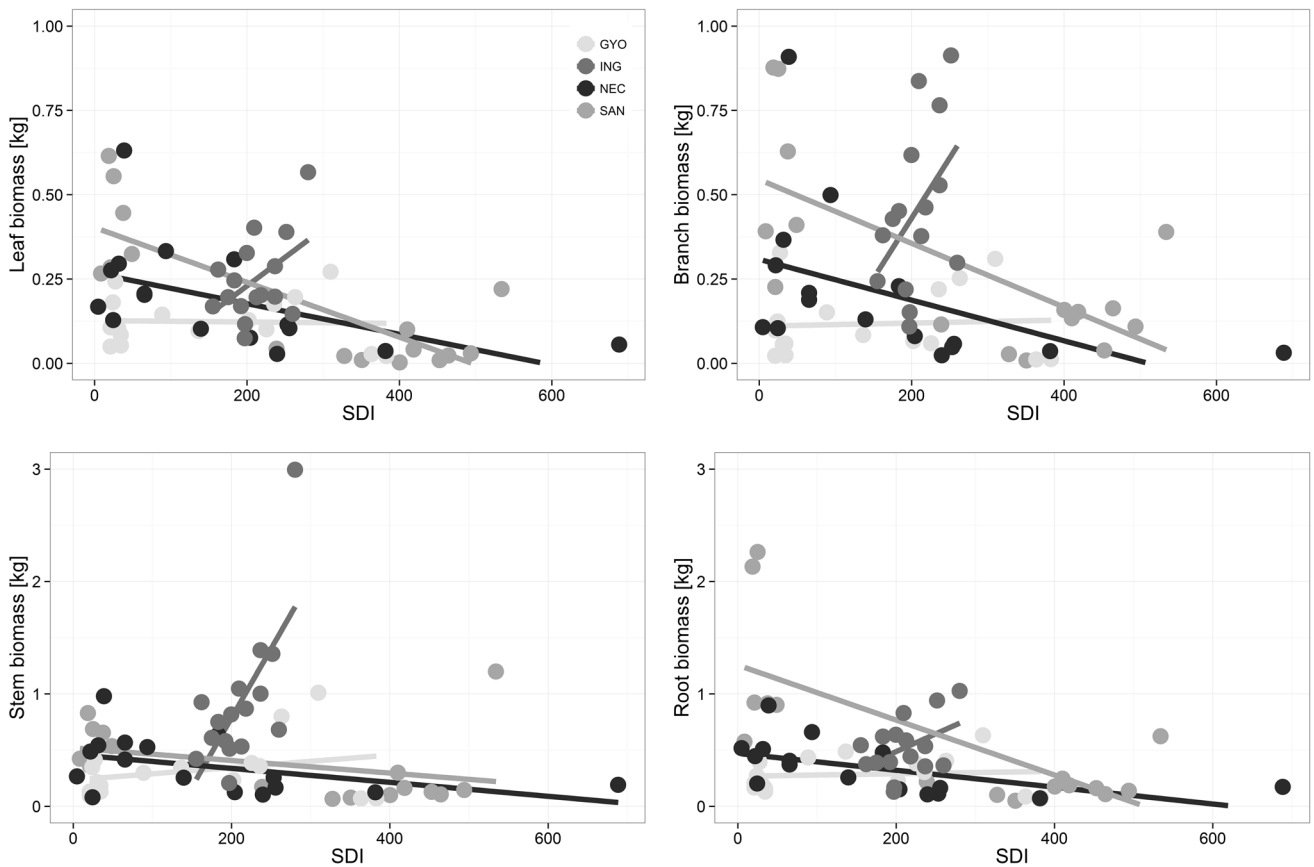 Leaf biomass [kg]
1.00
0.75
0.50
0.25
0.00
0 200 400 600
SDI
GYO
ING
NEC
SAN
Branch biomass [kg]
1.00
0.75
0.50
0.25
0.00
0 200 400 600
SDI
Stem biomass [kg]
3
2
1
0
0 200 400 600
SDI
Root biomass [kg]
3
2
1
0
0 200 400 600
SDI